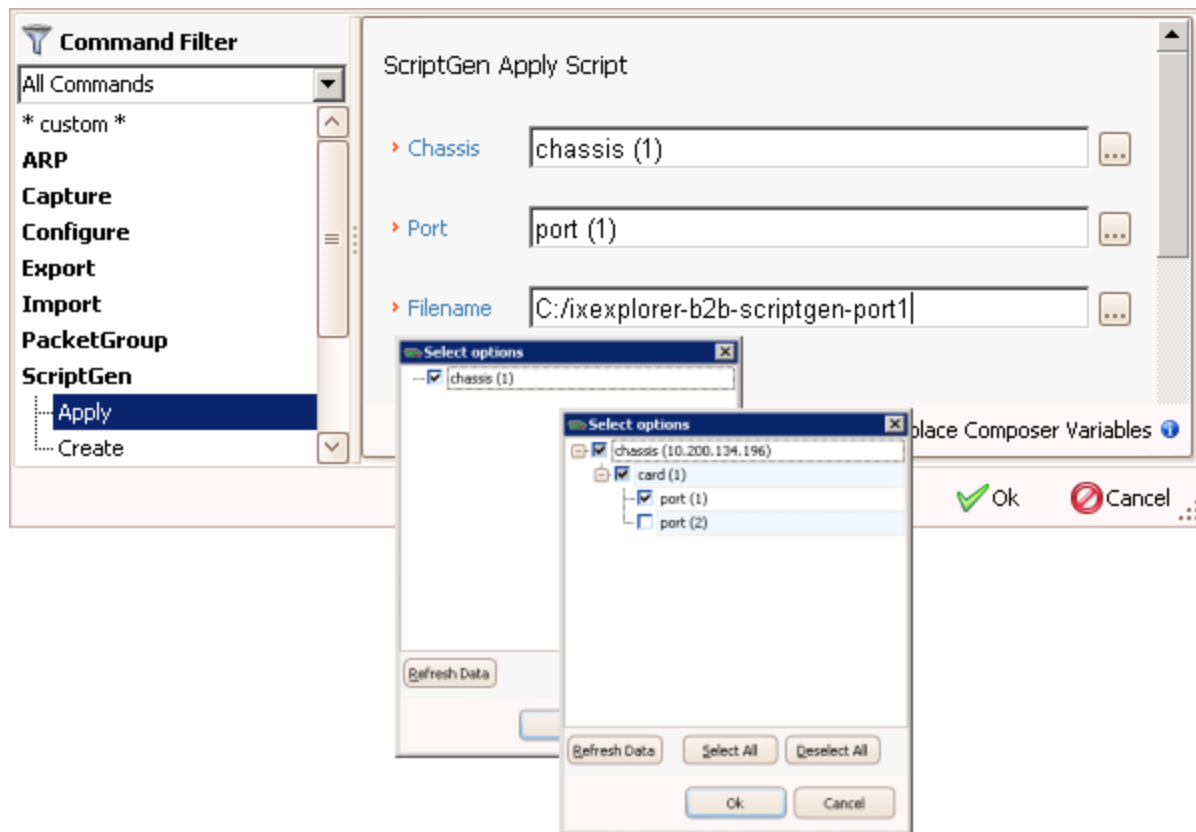 Command Filter
All Commands
* custom *
ARP
Capture
Configure
Export
Import
PacketGroup
ScriptGen
Apply
Create
ScriptGen Apply Script
Chassis chassis (1) ...
Port port (1) ...
Filename C:/ixexplorer-b2b-scriptgen-port1 ...
place Composer Variables
Ok Cancel
Select options
chassis (1)
Refresh Data
Select options
chassis (10.200.134.196)
card (1)
port (1)
port (2)
Refresh Data Select All Deselect All
Ok Cancel